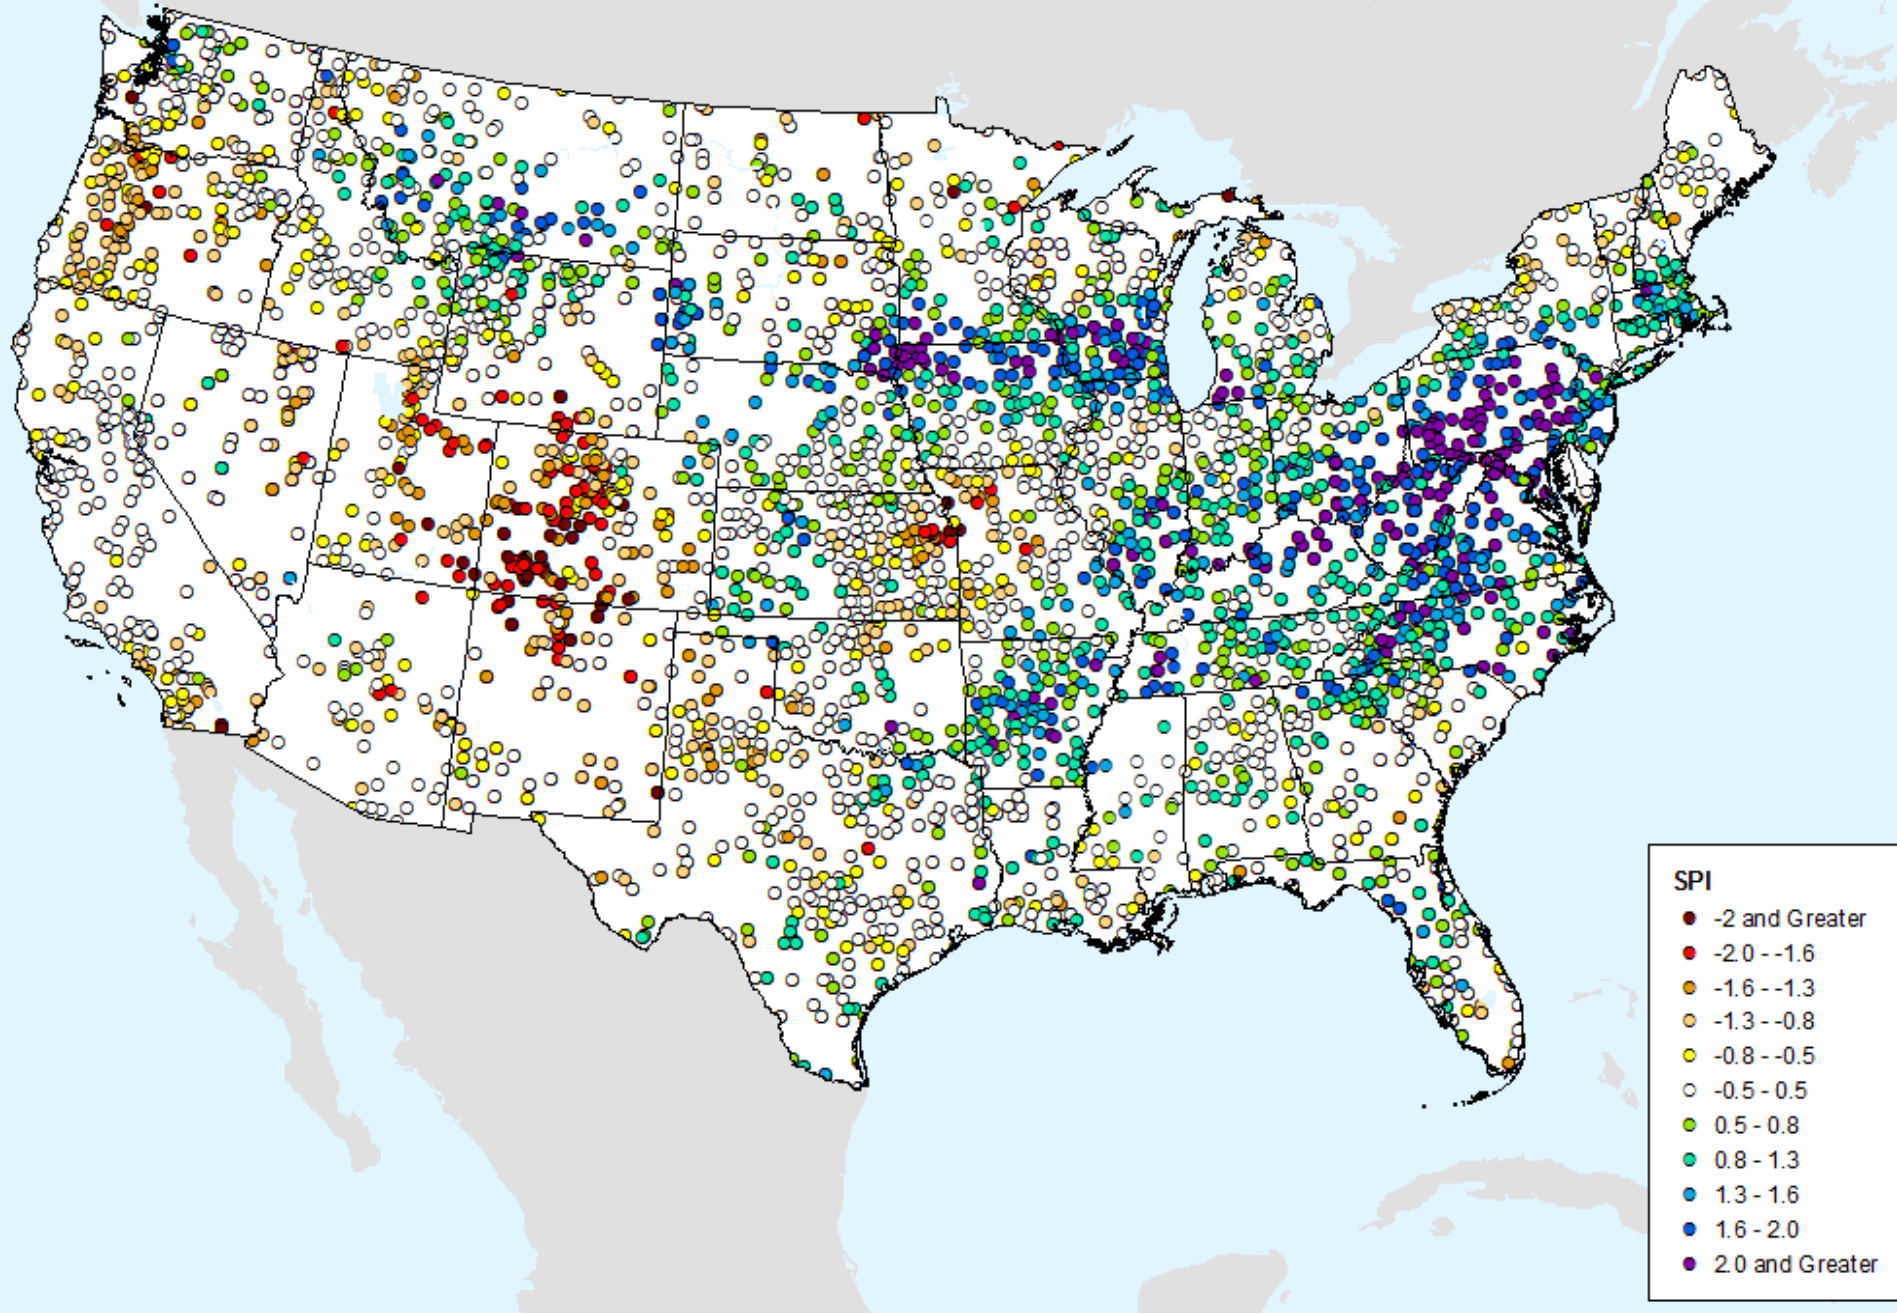 SPI
-2 and Greater
-2.0 - -1.6
-1.6 - -1.3
-1.3 - -0.8
-0.8 - -0.5
-0.5 - 0.5
0.5 - 0.8
0.8 - 1.3
1.3 - 1.6
1.6 - 2.0
2.0 and Greater